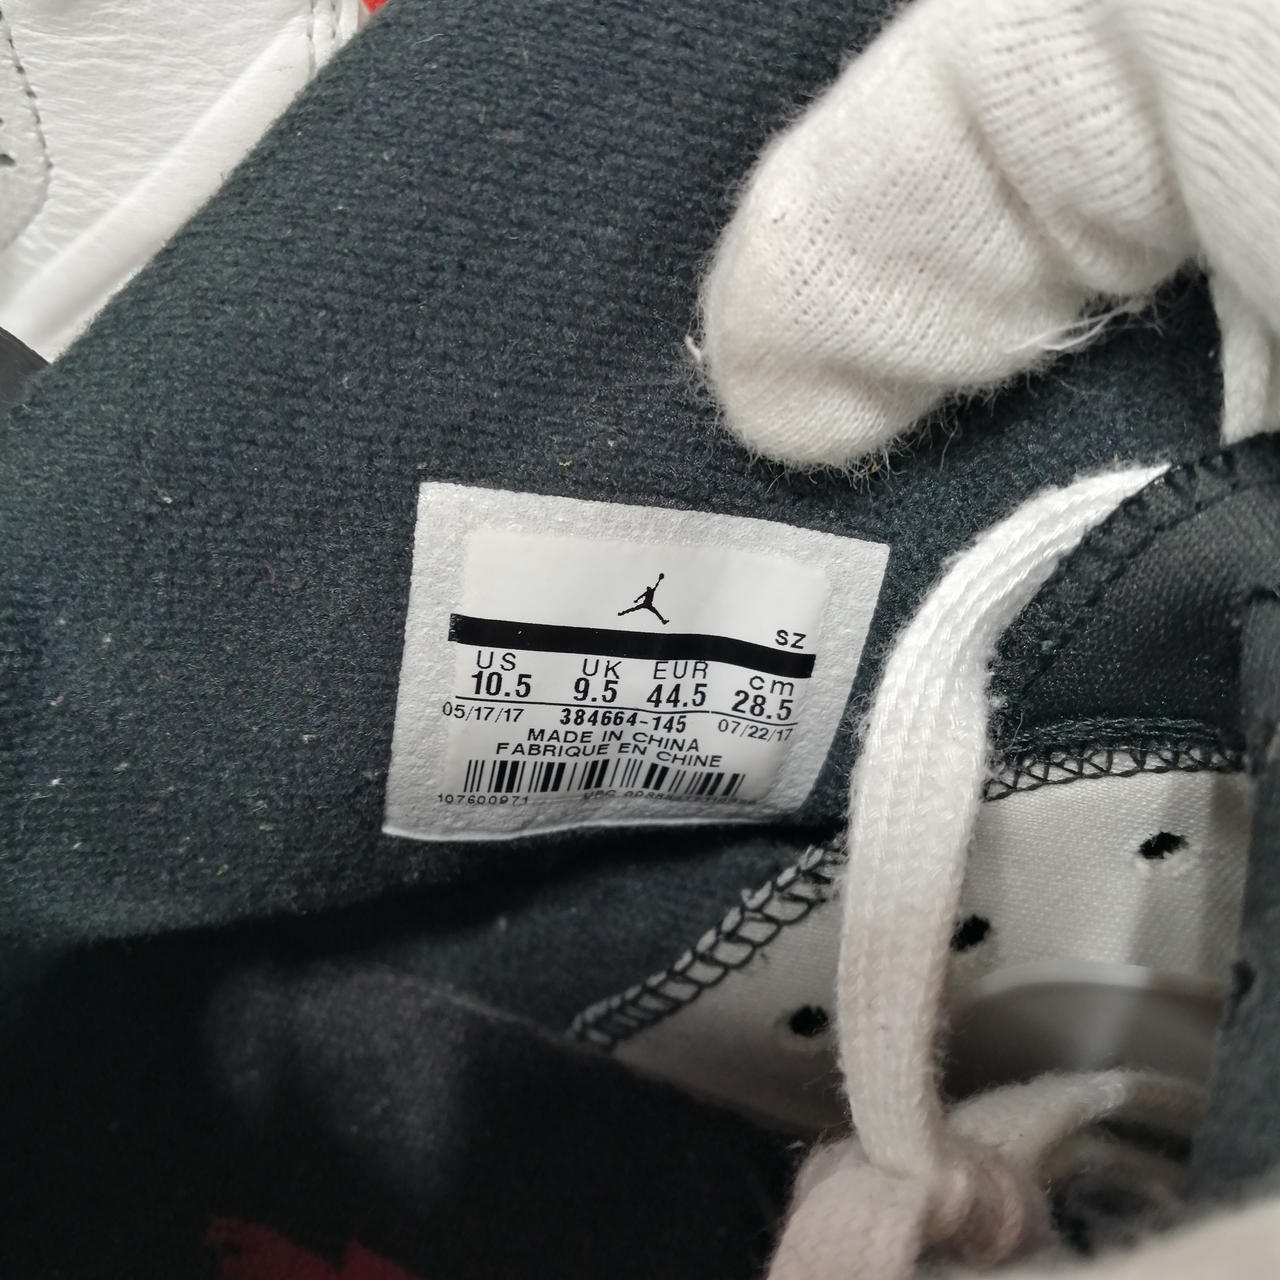 SZ
US UK EUR cm
10.5 9.5 44.5 28.5
05/17/17 384664-145 07/22/17
MADE IN CHINA
FABRIQUE EN CHINE
107600971 UPC